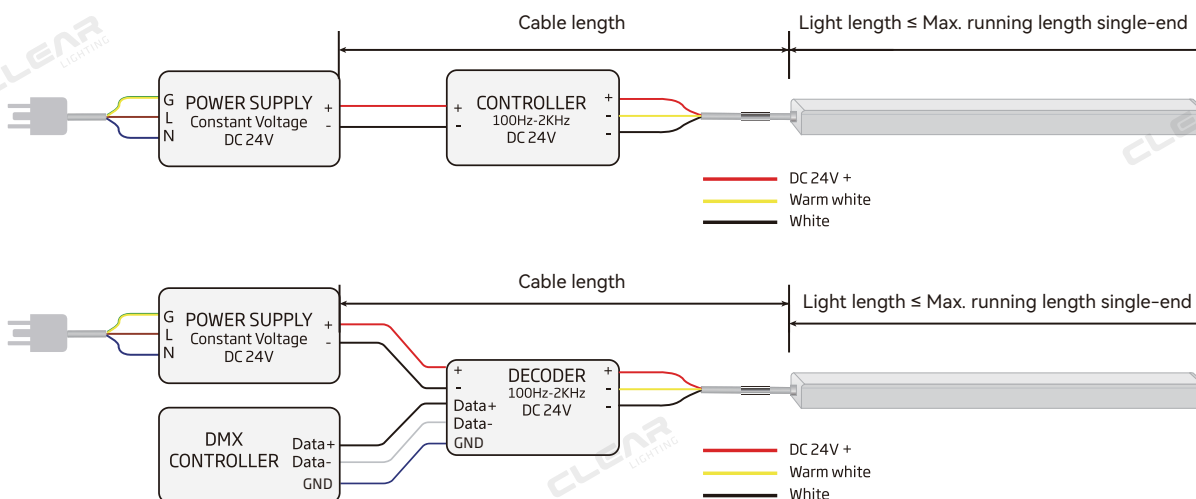 Cable length
Light length ≤ Max. running length single-end
CLEAR
LIGHTING
G
L
N
POWER SUPPLY
Constant Voltage
DC 24V
+
-
+
-
CONTROLLER
100Hz-2KHz
DC 24V
+
-
-
CLE
DC 24V +
Warm white
White
Cable length
Light length ≤ Max. running length single-end
G
L
N
POWER SUPPLY
Constant Voltage
DC 24V
+
-
+
-
Data+
Data-
GND
DECODER
100Hz-2KHz
DC 24V
+
-
-
DMX
CONTROLLER
Data+
Data-
GND
CLEAR
LIGHTING
DC 24V +
Warm white
White